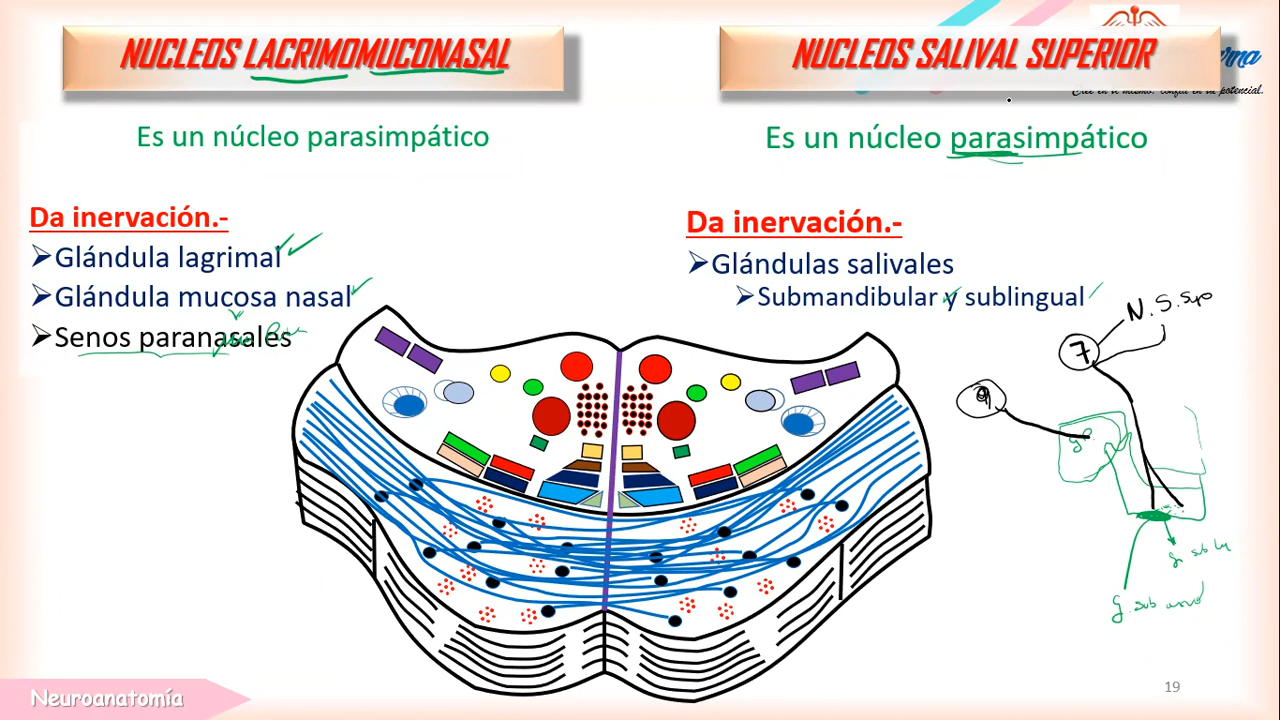 NUCLEOS LACRIMOMUCONASAL
Es un núcleo parasimpático
Da inervación.-
Glándula lagrimal
Glándula mucosa nasal
Senos paranasales
NUCLEOS SALIVAL SUPERIOR
Es un núcleo parasimpático
Da inervación.-
Glándulas salivales
Submandibular y sublingual
N. S. Sup
7
9
Neuroanatomía
19